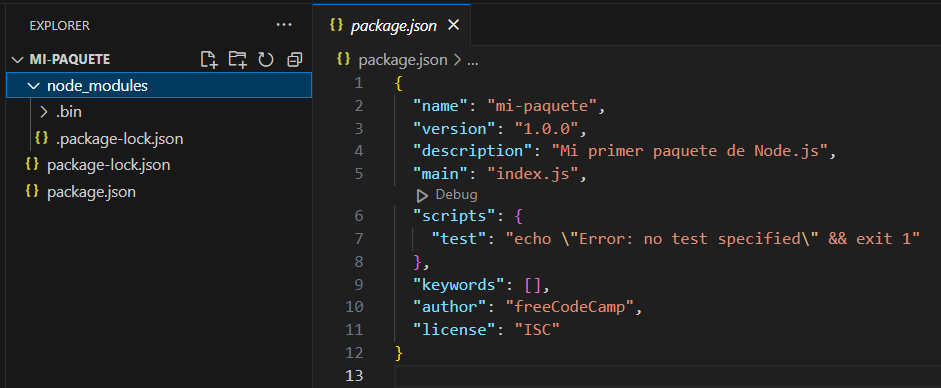 EXPLORER ...
MI-PAQUETE
node_modules
.bin
{} .package-lock.json
{} package-lock.json
{} package.json
{} package.json
{} package.json > ...
1 {
2 "name": "mi-paquete",
3 "version": "1.0.0",
4 "description": "Mi primer paquete de Node.js",
5 "main": "index.js",
Debug
6 "scripts": {
7 "test": "echo \"Error: no test specified\" && exit 1"
8 },
9 "keywords": [],
10 "author": "freeCodeCamp",
11 "license": "ISC"
12 }
13